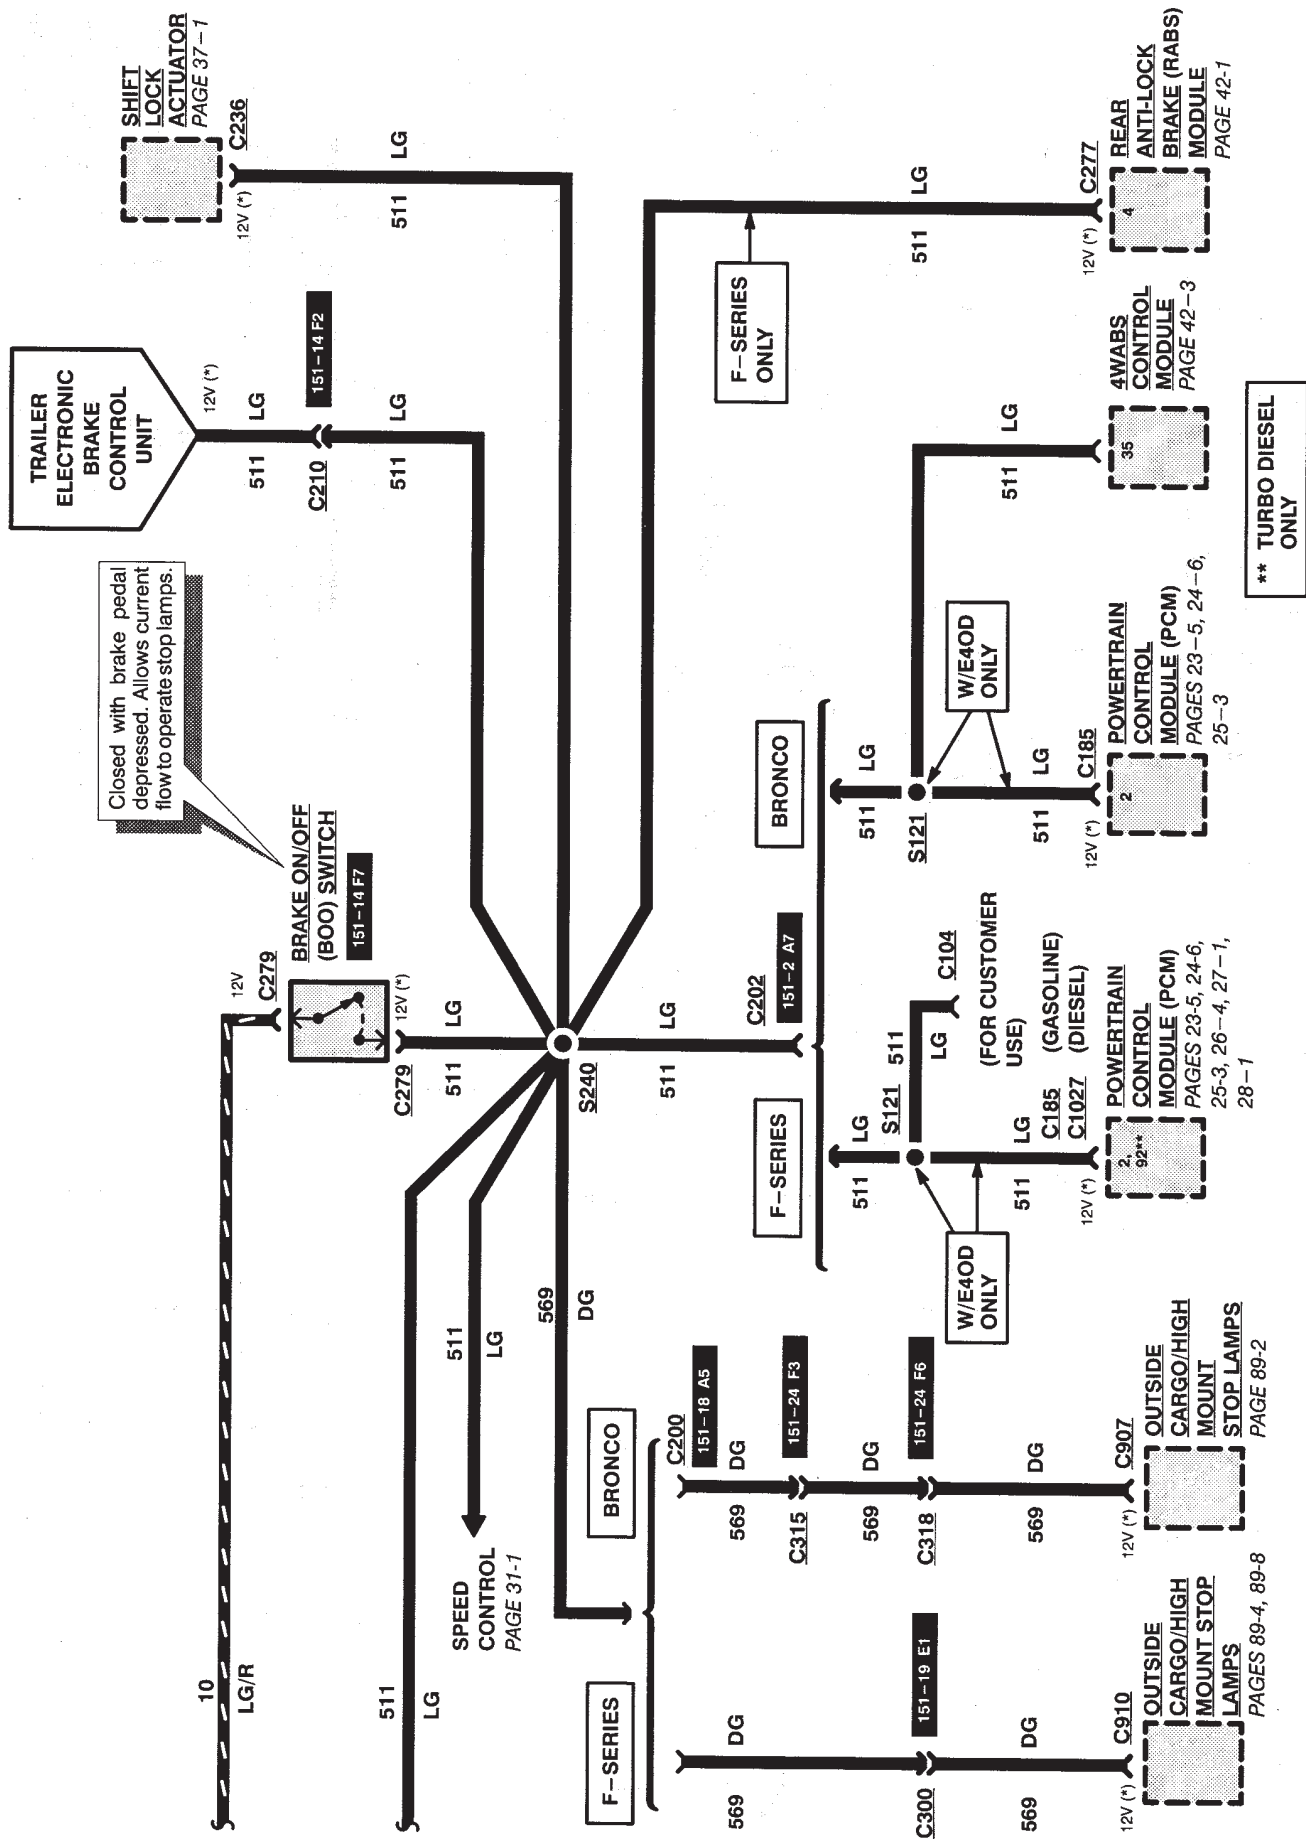 10
LG/R
12V
C279
BRAKE ON/OFF
(BOO) SWITCH
151-14 F7
Closed with brake pedal
depressed. Allows current
flow to operate stop lamps.
TRAILER
ELECTRONIC
BRAKE
CONTROL
UNIT
12V (*)
511
LG
C210
151-14 F2
511
LG
SHIFT
LOCK
ACTUATOR
PAGE 37-1
C236
12V (*)
511
LG
12V (*)
C279
511
LG
511
LG
511
LG
SPEED
CONTROL
PAGE 31-1
569
DG
S240
511
LG
C202
151-2 A7
F-SERIES
ONLY
511
LG
12V (*)
C277
4
REAR
ANTI-LOCK
BRAKE (RABS)
MODULE
PAGE 42-1
F-SERIES
BRONCO
569
DG
C300
151-19 E1
569
DG
12V (*)
C910
OUTSIDE
CARGO/HIGH
MOUNT STOP
LAMPS
PAGES 89-4, 89-8
C200
151-18 A5
569
DG
C315
151-24 F3
569
DG
C318
151-24 F6
569
DG
12V (*)
C907
OUTSIDE
CARGO/HIGH
MOUNT
STOP LAMPS
PAGE 89-2
F-SERIES
BRONCO
511
LG
S121
511
LG
C104
(FOR CUSTOMER
USE)
W/E4OD
ONLY
511
LG
C185
(GASOLINE)
C1027
(DIESEL)
12V (*)
2,
92**
POWERTRAIN
CONTROL
MODULE (PCM)
PAGES 23-5, 24-6,
25-3, 26-4, 27-1,
28-1
511
LG
S121
W/E4OD
ONLY
511
LG
12V (*)
C185
2
POWERTRAIN
CONTROL
MODULE (PCM)
PAGES 23-5, 24-6,
25-3
511
LG
35
4WABS
CONTROL
MODULE
PAGE 42-3
** TURBO DIESEL
ONLY